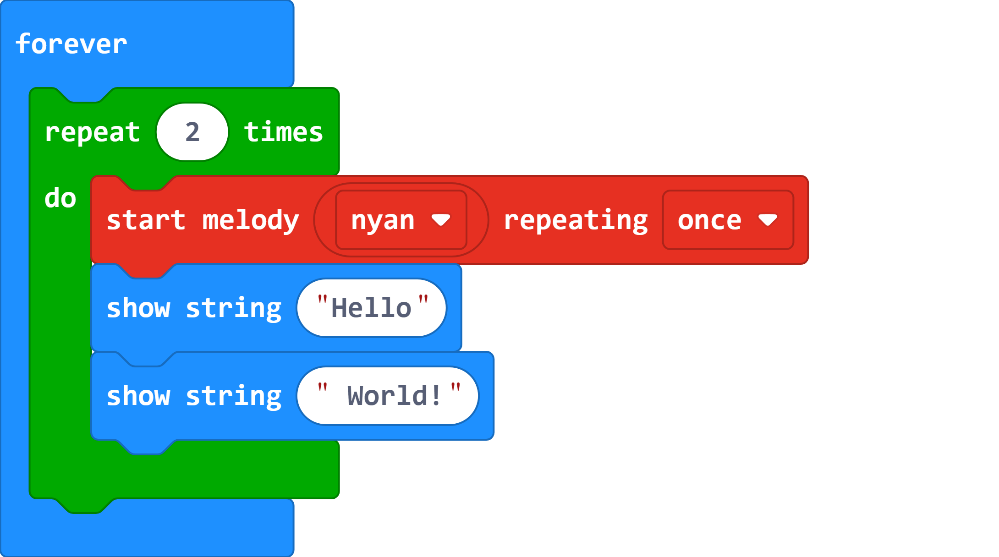 forever
repeat 2 times
do
start melody nyan repeating once
show string "Hello"
show string " World!"